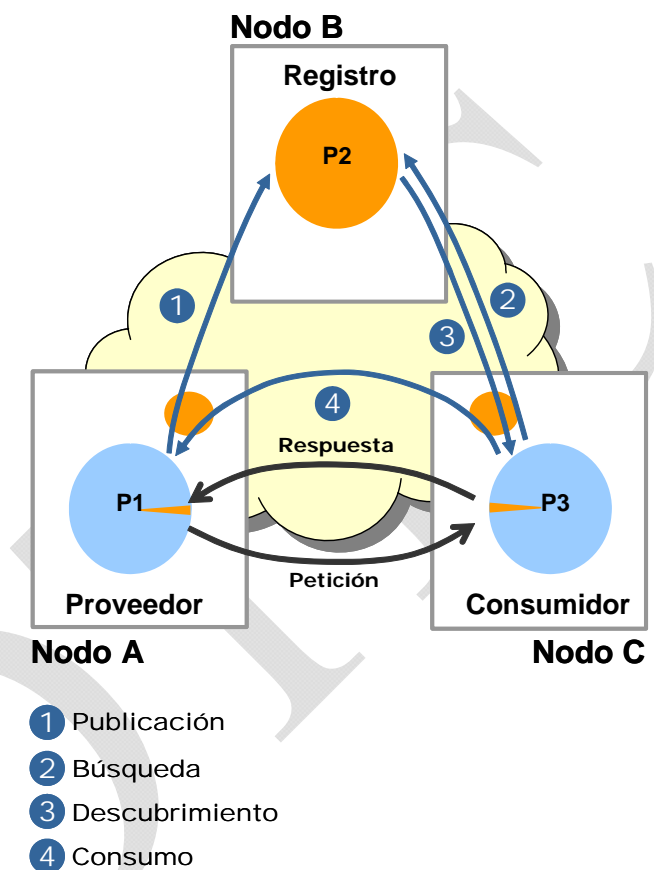 Nodo B
Registro
P2
1
2
3
4
Respuesta
P1
P3
Petición
Proveedor
Consumidor
Nodo A
Nodo C
1 Publicación
2 Búsqueda
3 Descubrimiento
4 Consumo